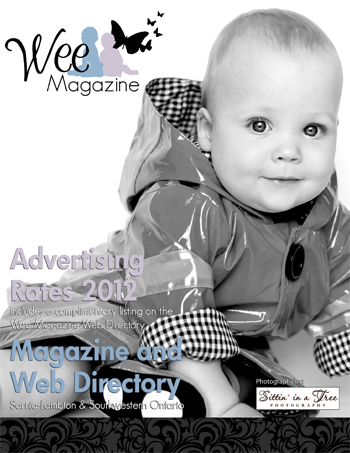 Wee
Magazine
Advertising
Rates 2012
Includes a complimentary listing on the
Wee Magazine Web Directory
Magazine and
Web Directory
Sarnia-Lambton & Southwestern Ontario
Photography by:
Sittin' in a Tree
PHOTOGRAPHY